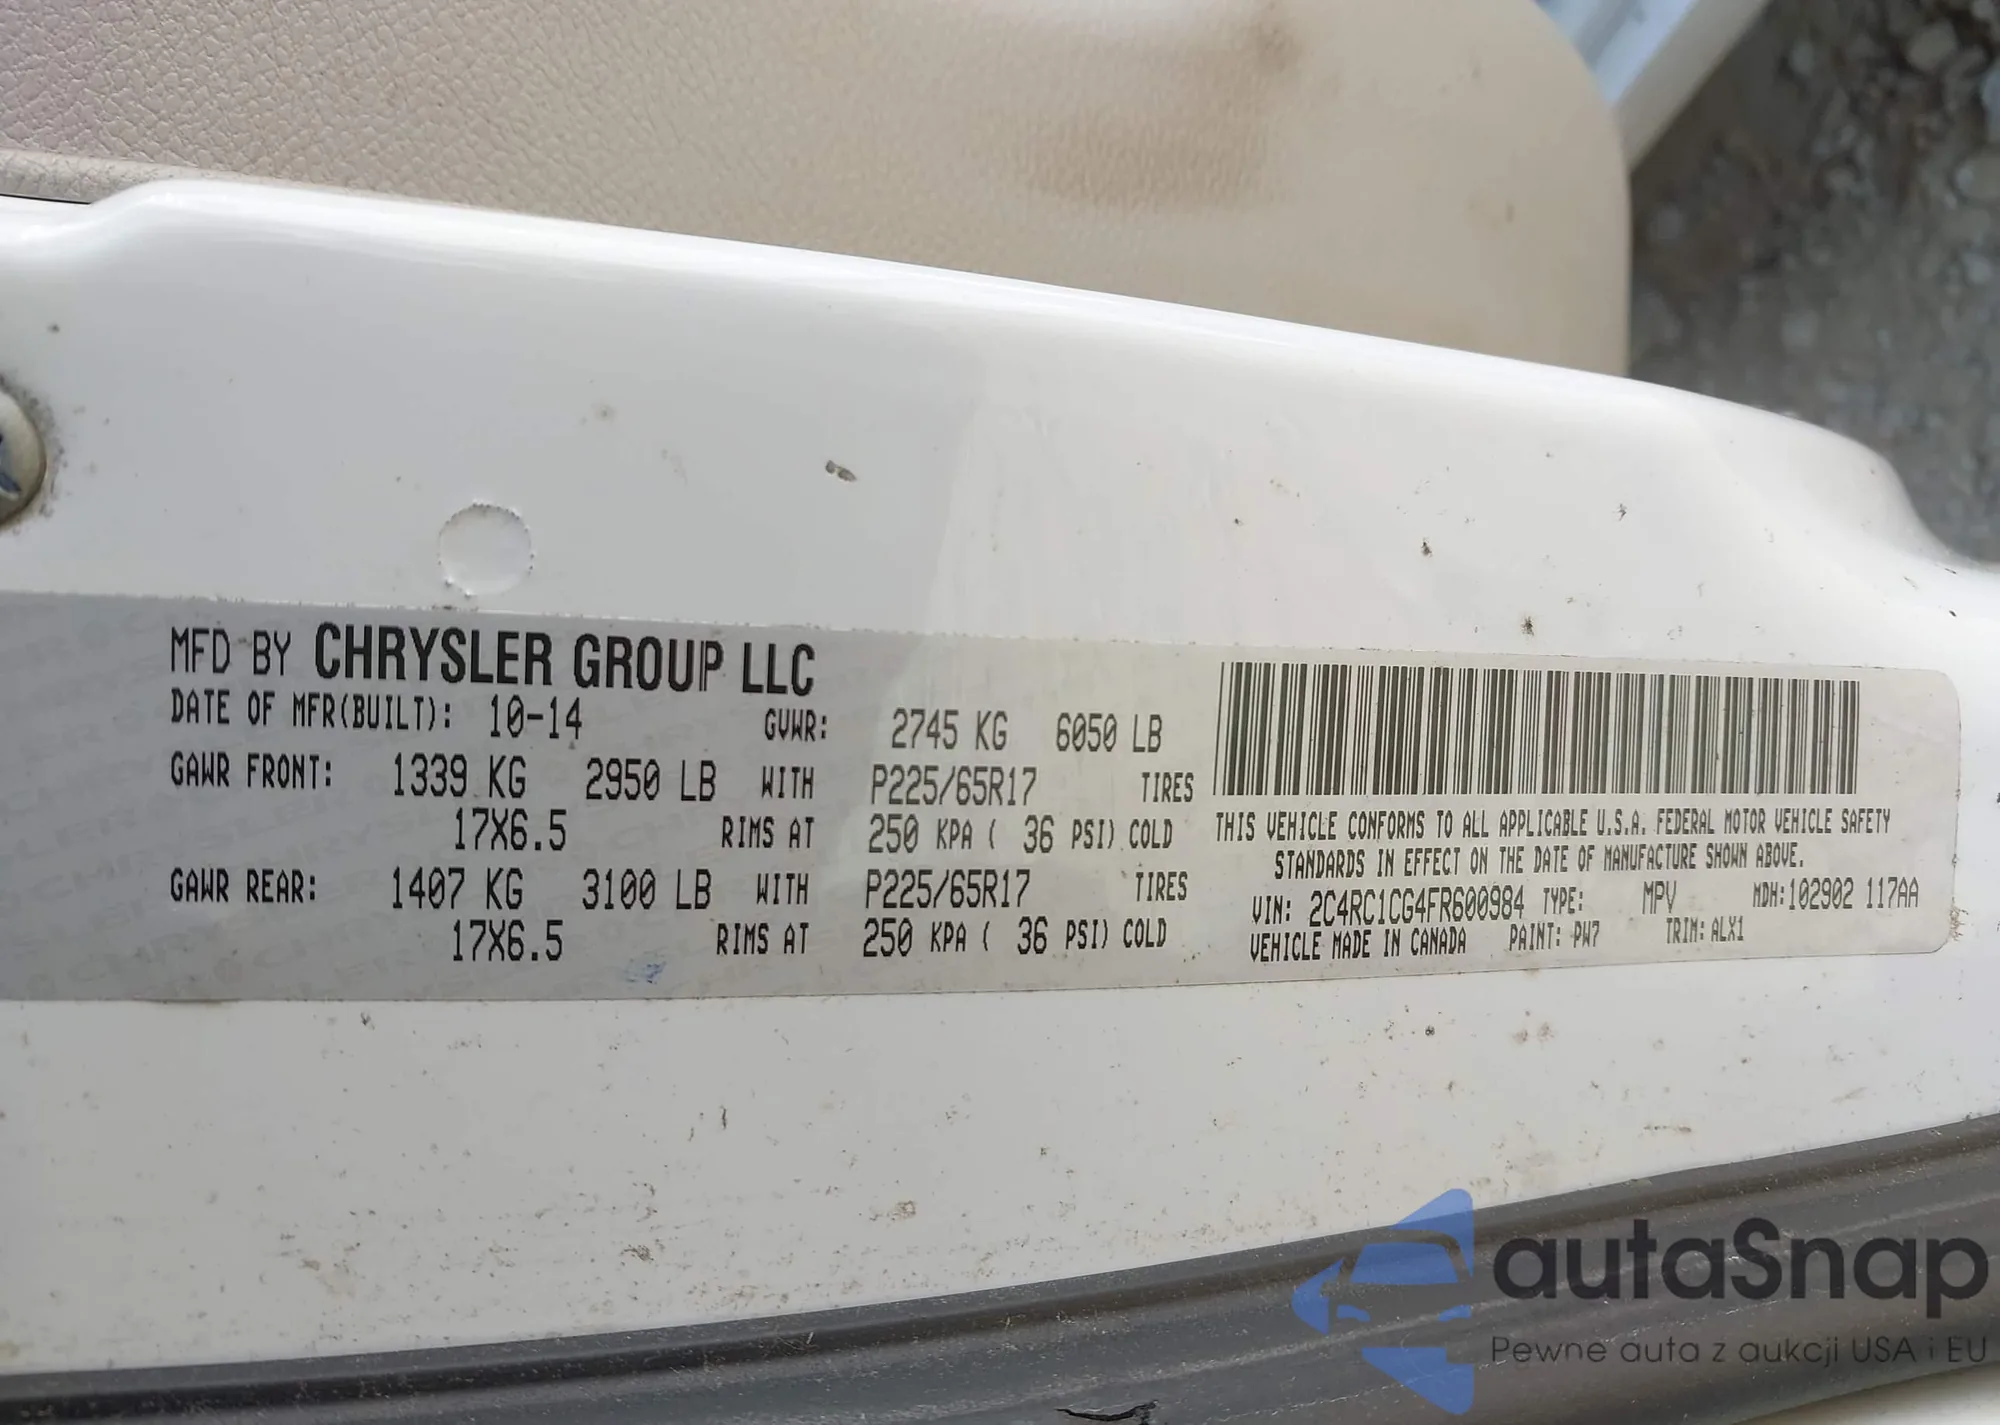 MFD BY CHRYSLER GROUP LLC
DATE OF MFR(BUILT): 10-14 GVWR: 2745 KG 6050 LB
GAWR FRONT: 1339 KG 2950 LB WITH P225/65R17 TIRES
17X6.5 RIMS AT 250 KPA ( 36 PSI) COLD
GAWR REAR: 1407 KG 3100 LB WITH P225/65R17 TIRES
17X6.5 RIMS AT 250 KPA ( 36 PSI) COLD
THIS VEHICLE CONFORMS TO ALL APPLICABLE U.S.A. FEDERAL MOTOR VEHICLE SAFETY
STANDARDS IN EFFECT ON THE DATE OF MANUFACTURE SHOWN ABOVE.
VIN: 2C4RC1CG4FR600984 TYPE: MPV MDH:102902 117AA
VEHICLE MADE IN CANADA PAINT: PW7 TRIM: ALX1
autaSnap
Pewne auta z aukcji USA i EU